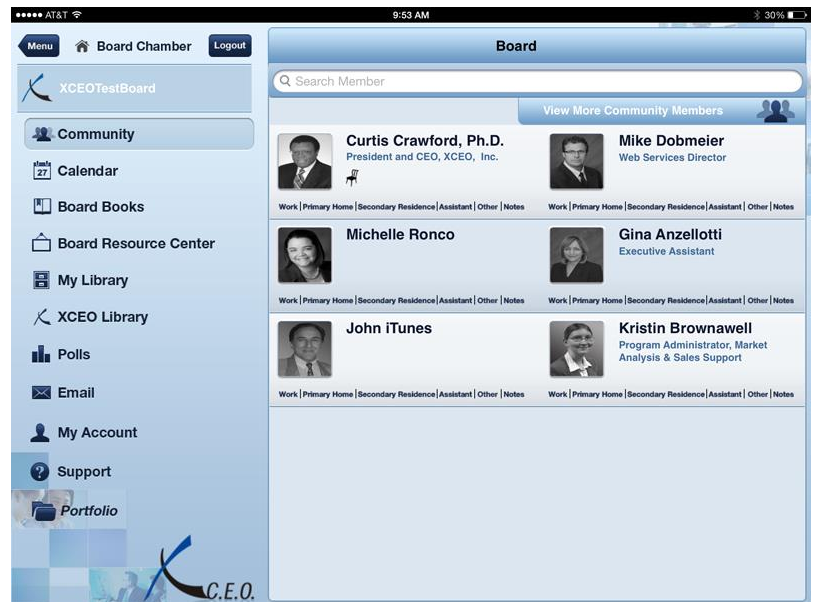 AT&T 9:53 AM 30%
Menu Board Chamber Logout
XCEOTestBoard
Community
27 Calendar
Board Books
Board Resource Center
My Library
XCEO Library
Polls
Email
My Account
? Support
Portfolio
X C.E.O.
Board
Search Member
View More Community Members
Curtis Crawford, Ph.D.
President and CEO, XCEO, Inc.
Work | Primary Home | Secondary Residence | Assistant | Other | Notes
Mike Dobmeier
Web Services Director
Work | Primary Home | Secondary Residence | Assistant | Other | Notes
Michelle Ronco
Work | Primary Home | Secondary Residence | Assistant | Other | Notes
Gina Anzellotti
Executive Assistant
Work | Primary Home | Secondary Residence | Assistant | Other | Notes
John iTunes
Work | Primary Home | Secondary Residence | Assistant | Other | Notes
Kristin Brownawell
Program Administrator, Market
Analysis & Sales Support
Work | Primary Home | Secondary Residence | Assistant | Other | Notes